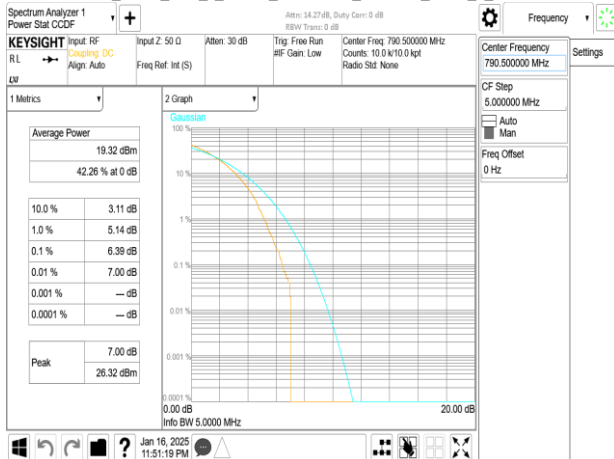 Spectrum Analyzer 1
Power Stat CCDF
+
Attn: 14.27dB, Duty Corr: 0 dB
RBW Trans: 0 dB
Frequency
KEYSIGHT
RL
Input: RF
Coupling: DC
Align: Auto
Input Z: 50 Ω
Freq Ref: Int (S)
Atten: 30 dB
Trig: Free Run
#IF Gain: Low
Center Freq: 790.500000 MHz
Counts: 10.0 k/10.0 kpt
Radio Std: None
Center Frequency
790.500000 MHz
Settings
CF Step
5.000000 MHz
Auto
Man
Freq Offset
0 Hz
1 Metrics
Average Power
19.32 dBm
42.26 % at 0 dB
10.0 % 3.11 dB
1.0 % 5.14 dB
0.1 % 6.39 dB
0.01 % 7.00 dB
0.001 % --- dB
0.0001 % --- dB
Peak
7.00 dB
26.32 dBm
2 Graph
Gaussian
100 %
10 %
1 %
0.1 %
0.01 %
0.001 %
0.0001 %
0.00 dB 20.00 dB
Info BW 5.0000 MHz
?
Jan 16, 2025
11:51:19 PM